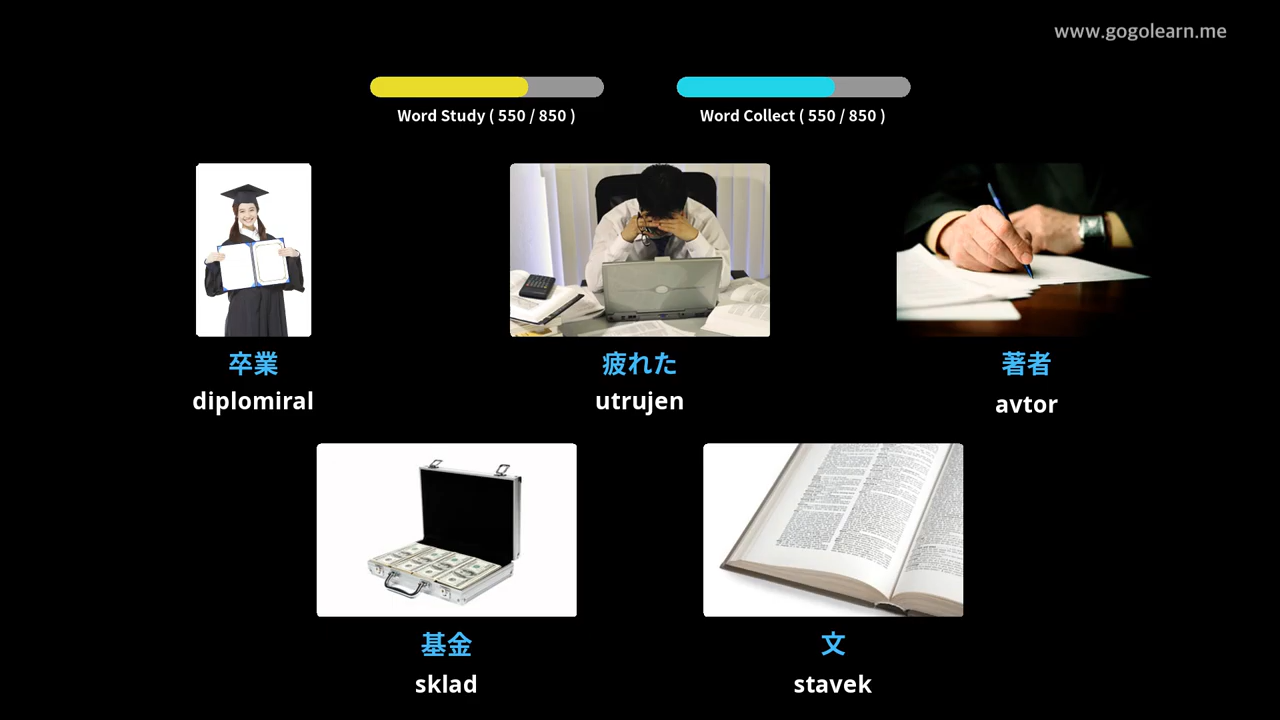 www.gogolearn.me
Word Study ( 550 / 850 )
Word Collect ( 550 / 850 )
卒業
diplomiral
疲れた
utrujen
著者
avtor
基金
sklad
文
stavek